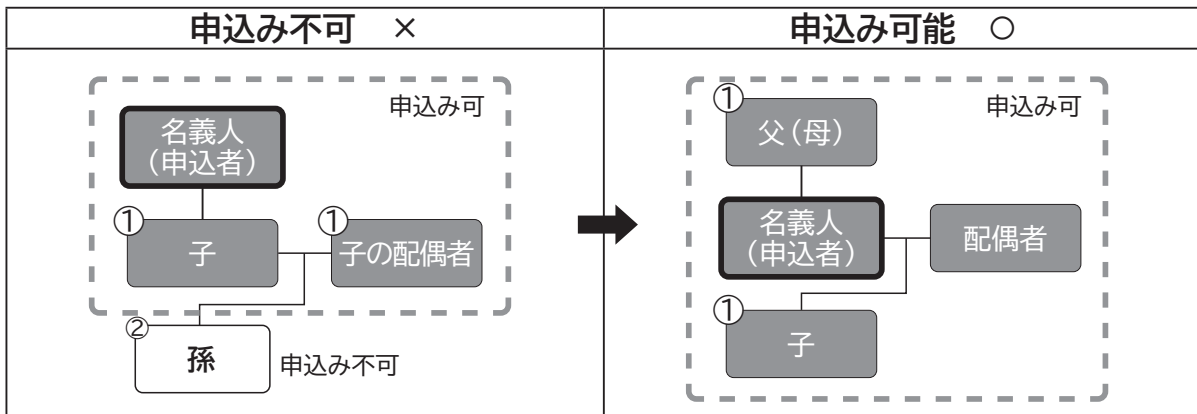 申込み不可 ×
申込み可能 ○
申込み可
名義人
（申込者）
①
子
①
子の配偶者
②
孫
申込み不可
申込み可
①
父（母）
名義人
（申込者）
配偶者
①
子